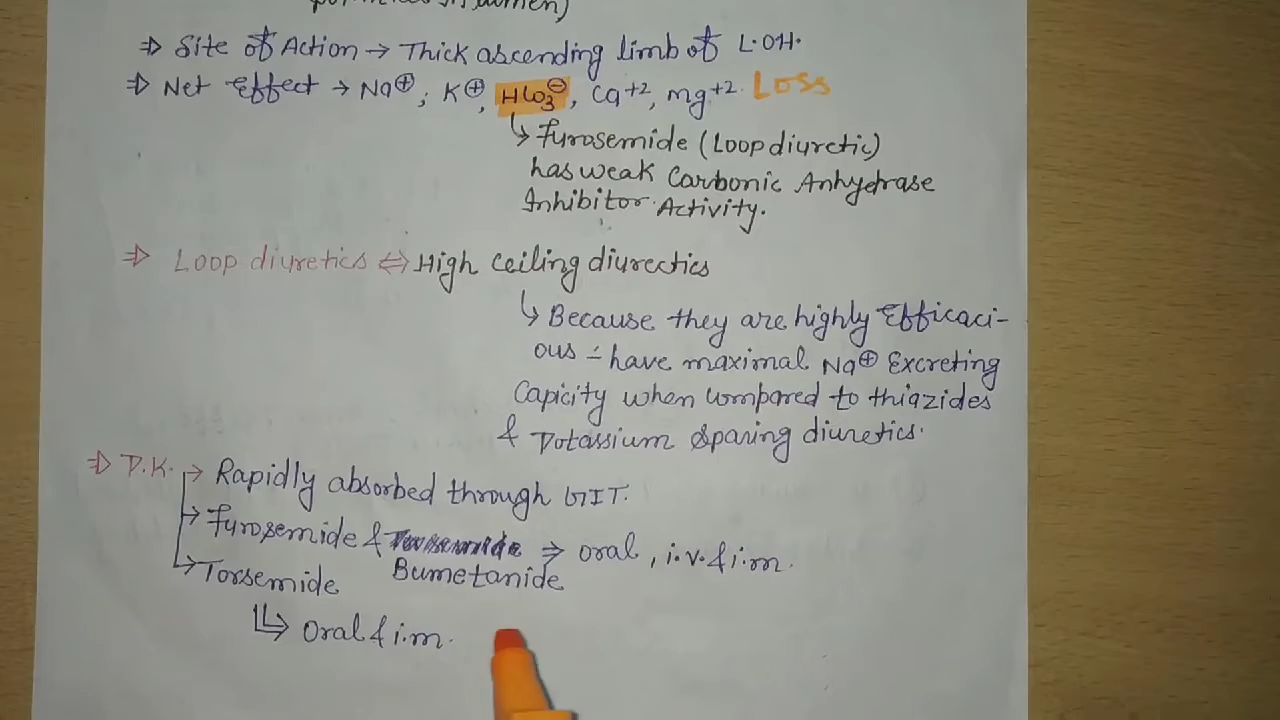 lumen)
⇒ Site of Action → Thick ascending limb of L.OH.
⇒ Net Effect → Na⊕, K⊕, HCo3⊖, Ca+2, mg+2. Loss
↳ Furosemide (Loop diuretic)
has weak Carbonic Anhydrase
Inhibitor Activity.
⇒ Loop diuretics ⇔ High Ceiling diurectics
↳ Because they are highly Efficaci-
ous - have maximal Na⊕ Excreting
Capicity when compared to thiazides
& Potassium sparing diuretics.
⇒ P.K. → Rapidly absorbed through GIT.
→ Furosemide & Bumetanide ⇒ oral, i.v. & i.m.
→ Torsemide
↳ Oral & i.m.